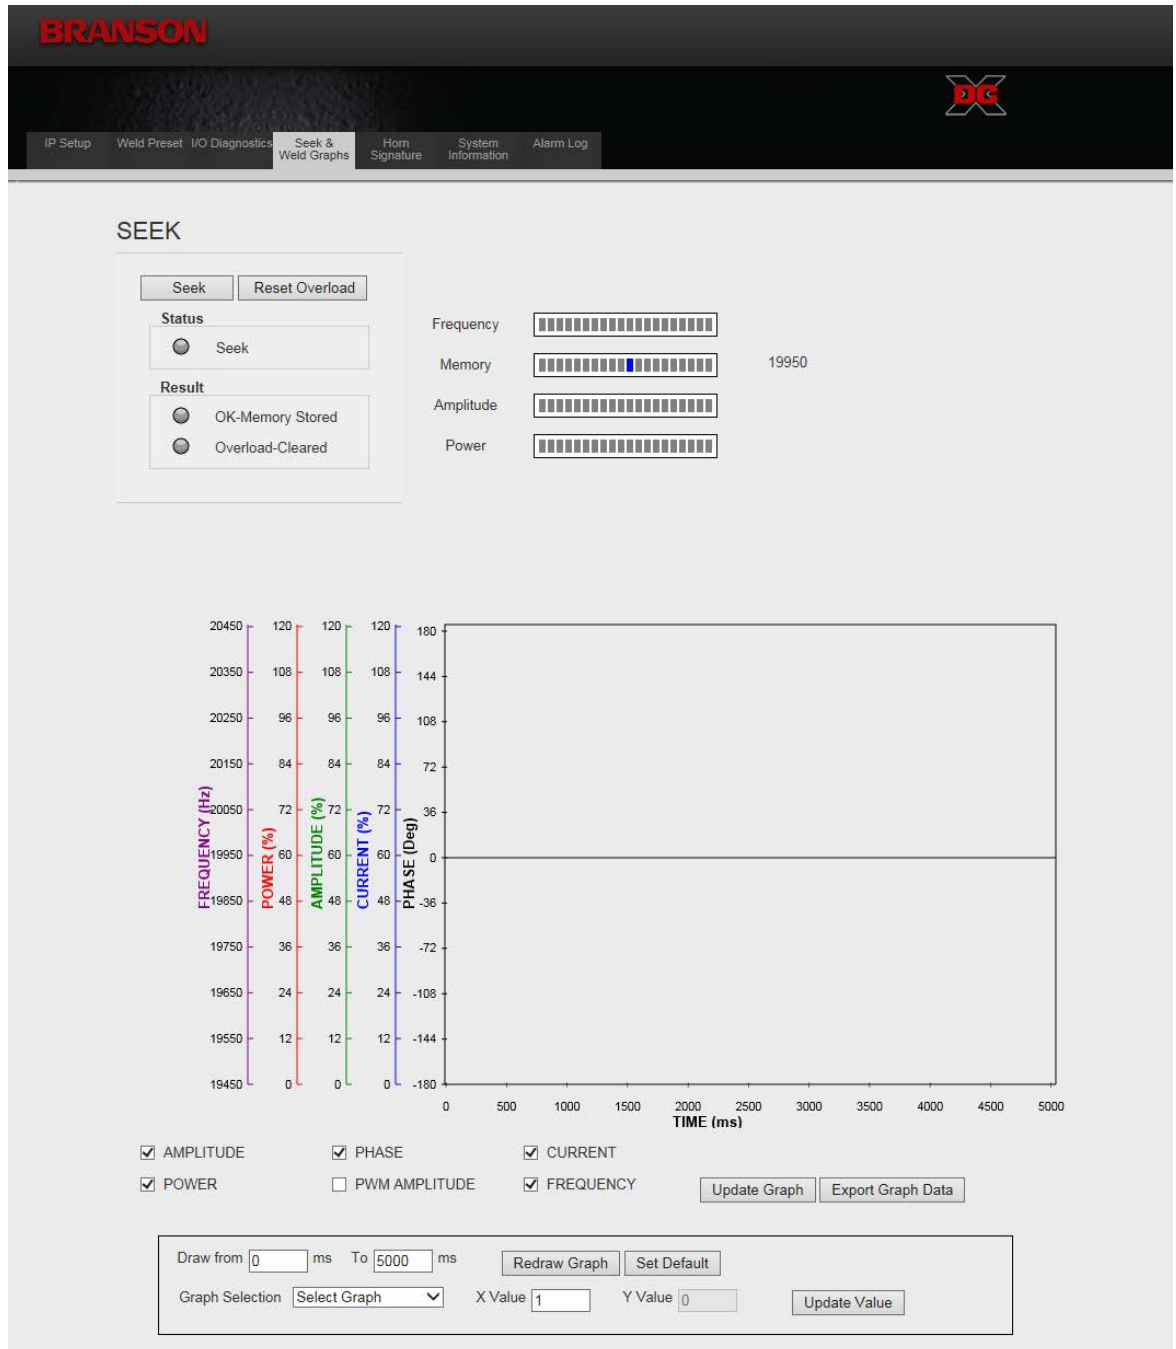 BRANSON
DGX
IP Setup Weld Preset I/O Diagnostics Seek & Weld Graphs Horn Signature System Information Alarm Log
SEEK
Seek Reset Overload
Status
Seek
Result
OK-Memory Stored
Overload-Cleared
Frequency
Memory 19950
Amplitude
Power
20450 120 120 120 180
20350 108 108 108 144
20250 96 96 96 108
20150 84 84 84 72
20050 72 72 72 36
19950 60 60 60 0
19850 48 48 48 -36
19750 36 36 36 -72
19650 24 24 24 -108
19550 12 12 12 -144
19450 0 0 0 -180
FREQUENCY (Hz)
POWER (%)
AMPLITUDE (%)
CURRENT (%)
PHASE (Deg)
0 500 1000 1500 2000 2500 3000 3500 4000 4500 5000
TIME (ms)
AMPLITUDE PHASE CURRENT
POWER PWM AMPLITUDE FREQUENCY Update Graph Export Graph Data
Draw from 0 ms To 5000 ms Redraw Graph Set Default
Graph Selection Select Graph X Value 1 Y Value 0 Update Value